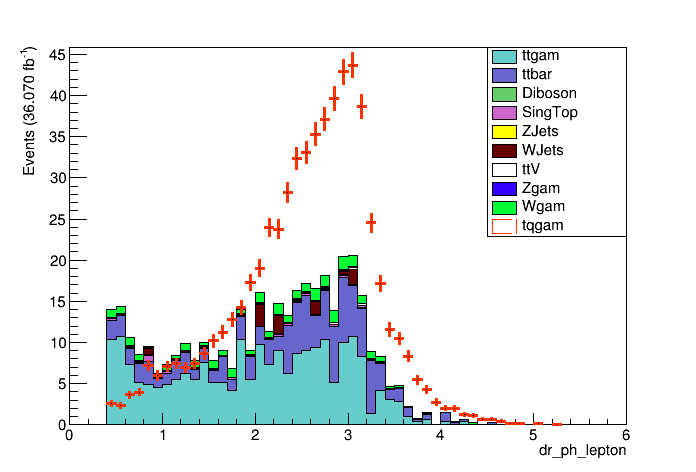 Events (36.070 fb⁻¹)
45
40
35
30
25
20
15
10
5
0
ttgam
ttbar
Diboson
SingTop
ZJets
WJets
ttV
Zgam
Wgam
tqgam
0 1 2 3 4 5 6
dr_ph_lepton